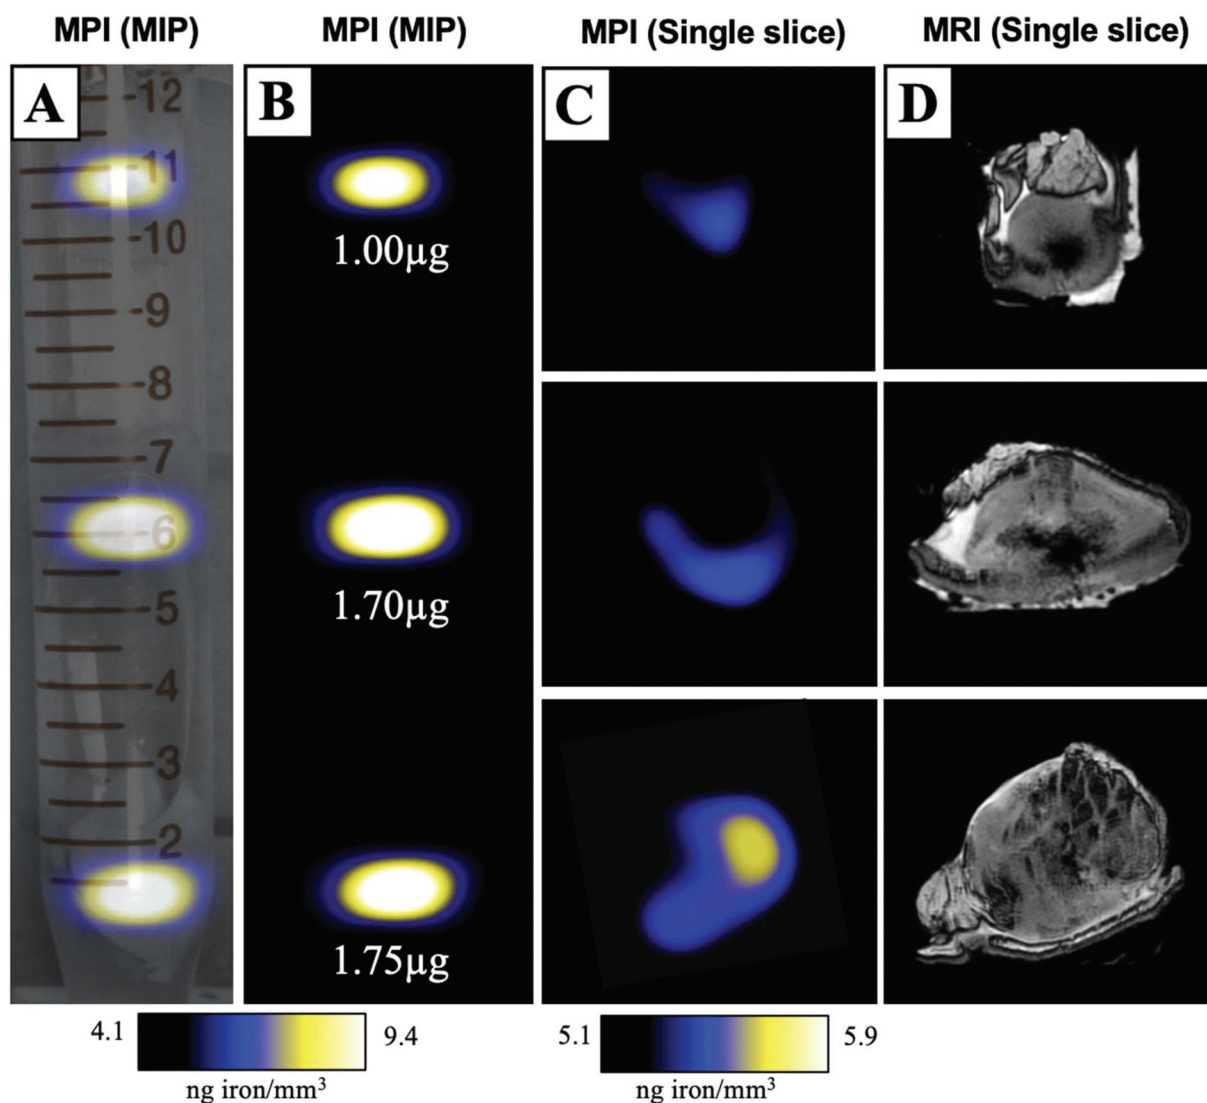 MPI (MIP)
MPI (MIP)
MPI (Single slice)
MRI (Single slice)
A
B
C
D
12
11
10
9
8
7
6
5
4
3
2
1.00µg
1.70µg
1.75µg
4.1
9.4
ng iron/mm³
5.1
5.9
ng iron/mm³